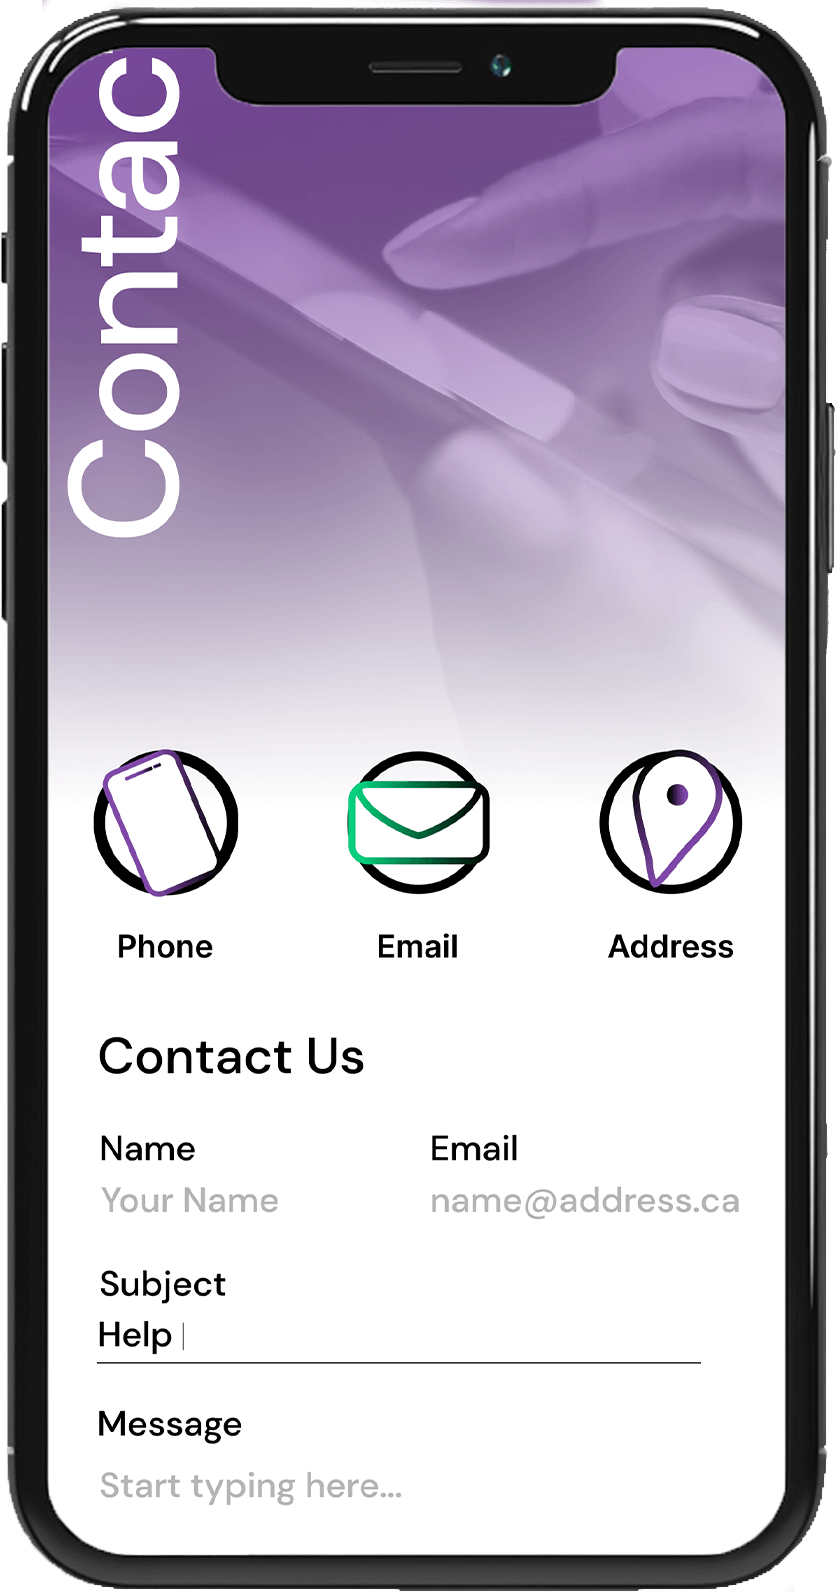 Contac
Phone
Email
Address
Contact Us
Name
Email
Your Name
name@address.ca
Subject
Help
Message
Start typing here...